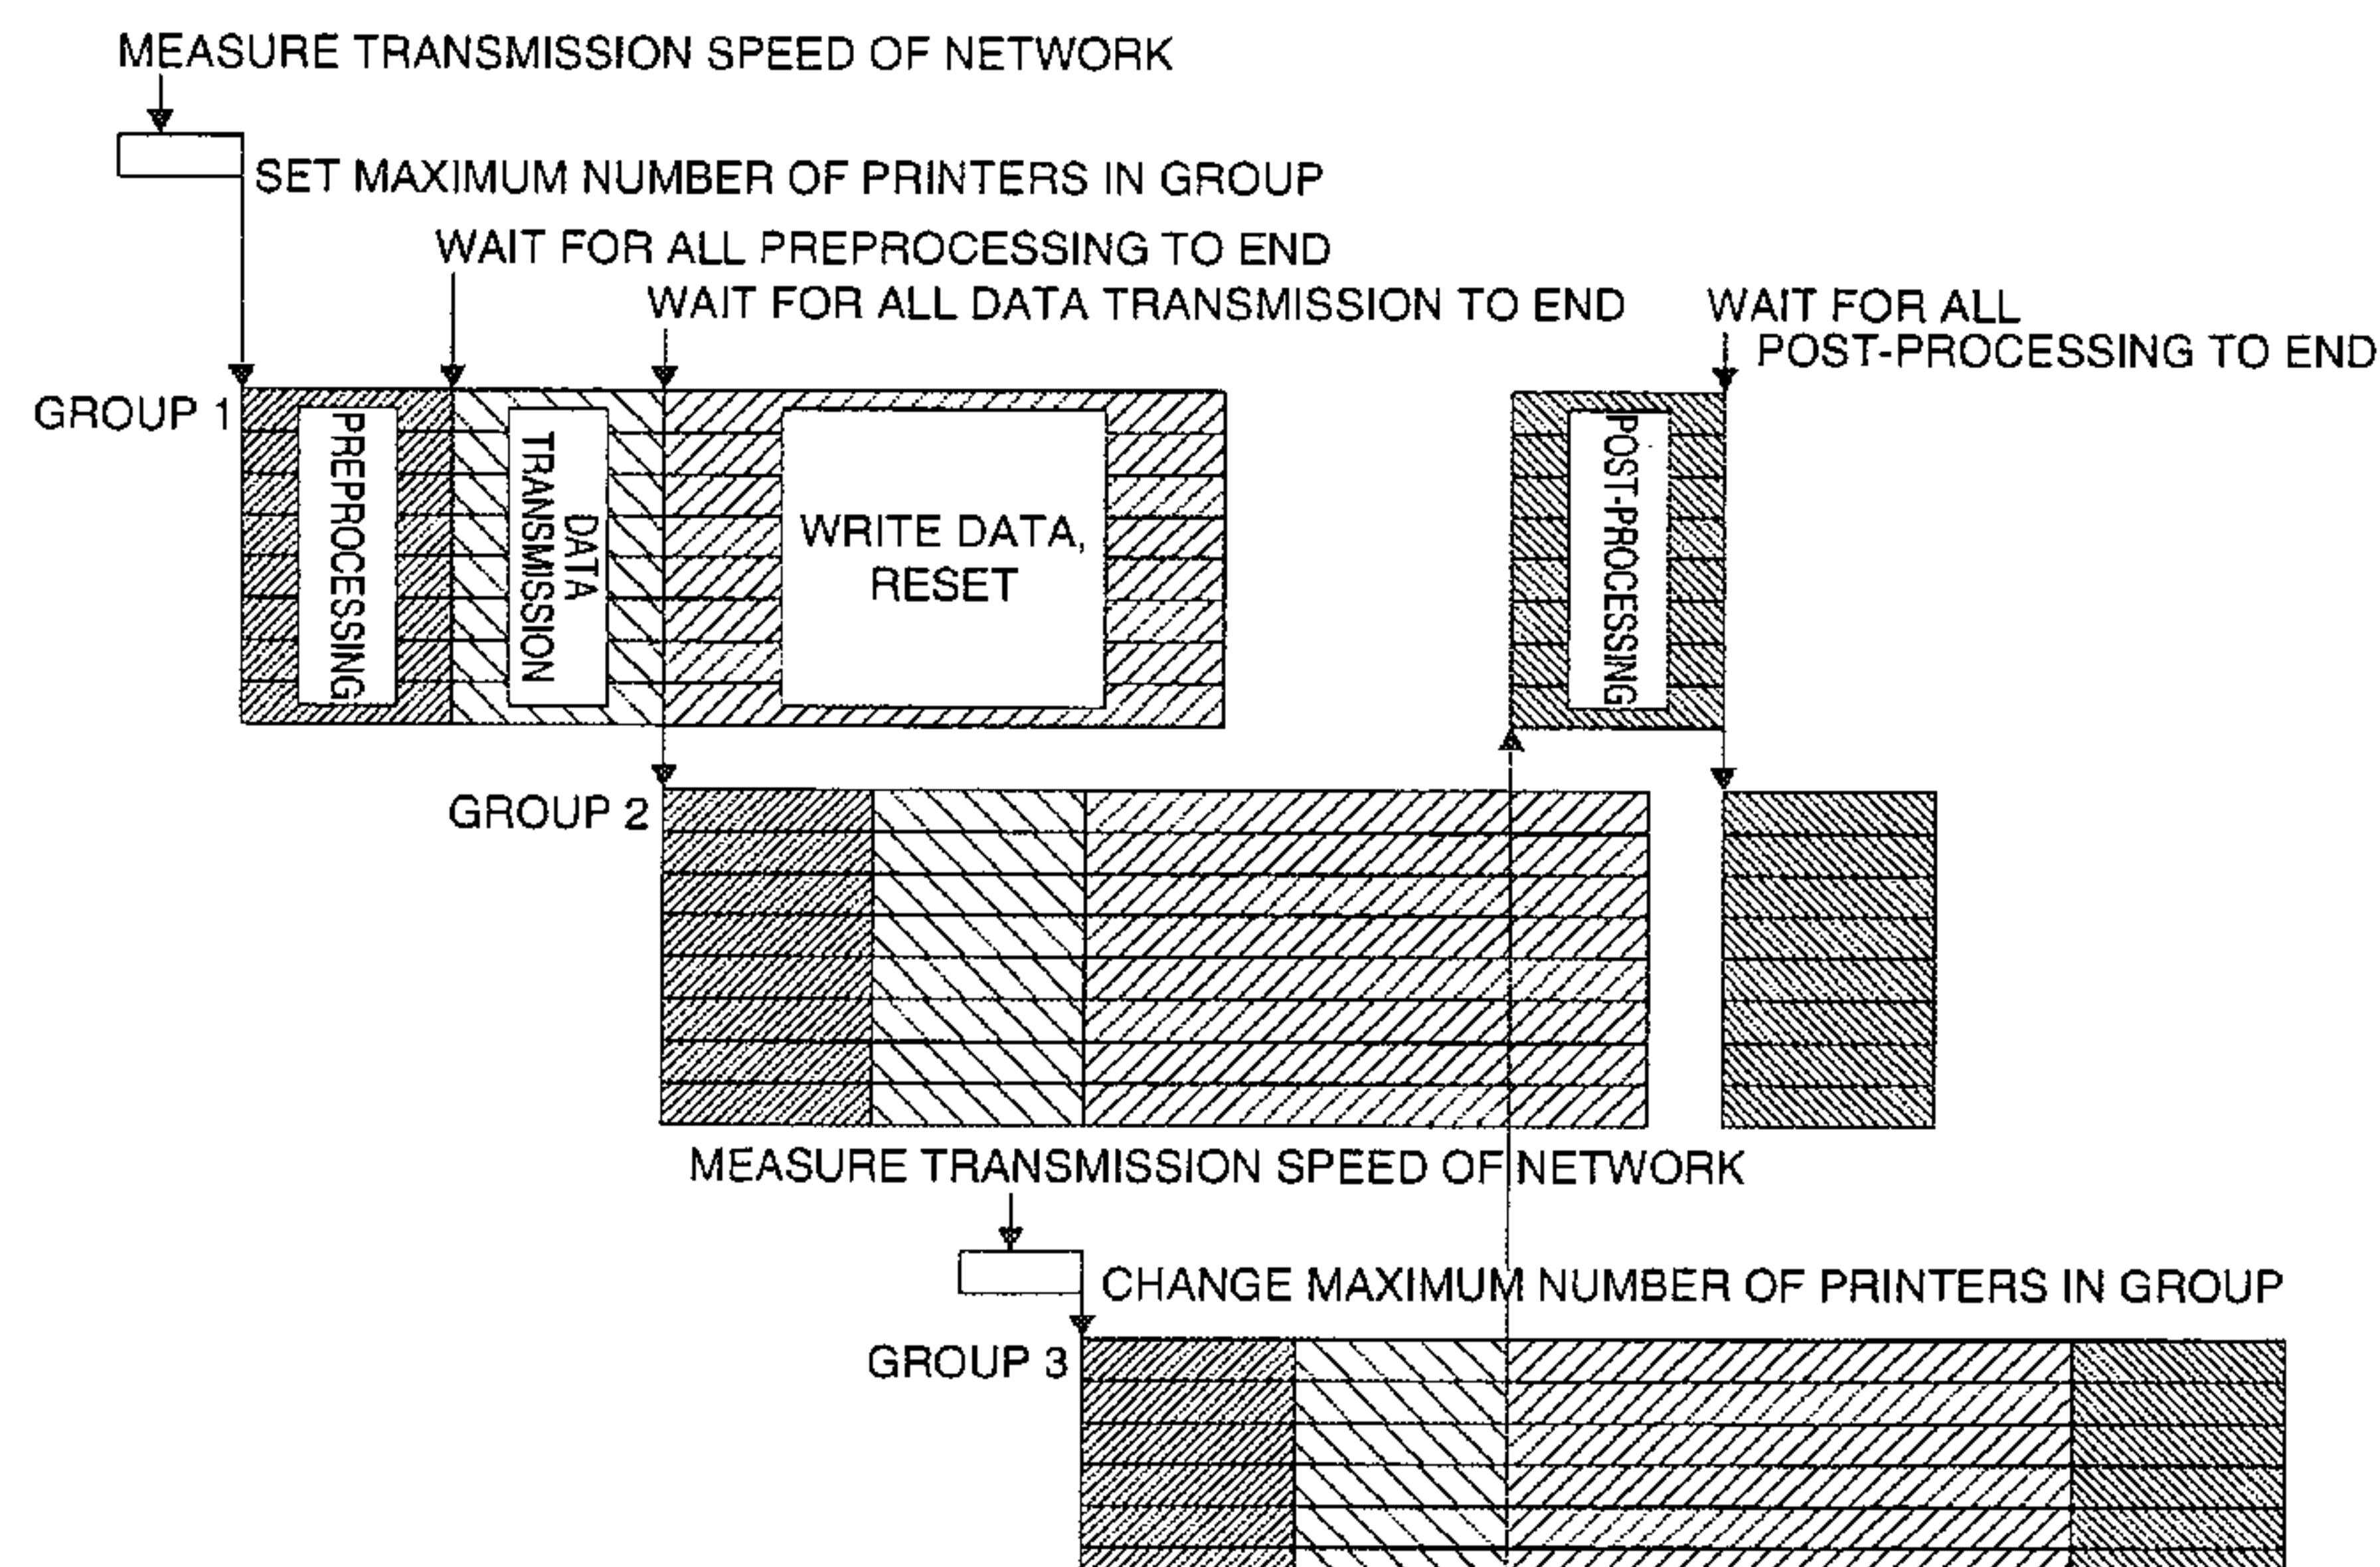 MEASURE TRANSMISSION SPEED OF NETWORK
SET MAXIMUM NUMBER OF PRINTERS IN GROUP
WAIT FOR ALL PREPROCESSING TO END
WAIT FOR ALL DATA TRANSMISSION TO END
WAIT FOR ALL
POST-PROCESSING TO END
GROUP 1
PREPROCESSING
DATA
TRANSMISSION
WRITE DATA,
RESET
POST-PROCESSING
GROUP 2
MEASURE TRANSMISSION SPEED OF NETWORK
CHANGE MAXIMUM NUMBER OF PRINTERS IN GROUP
GROUP 3